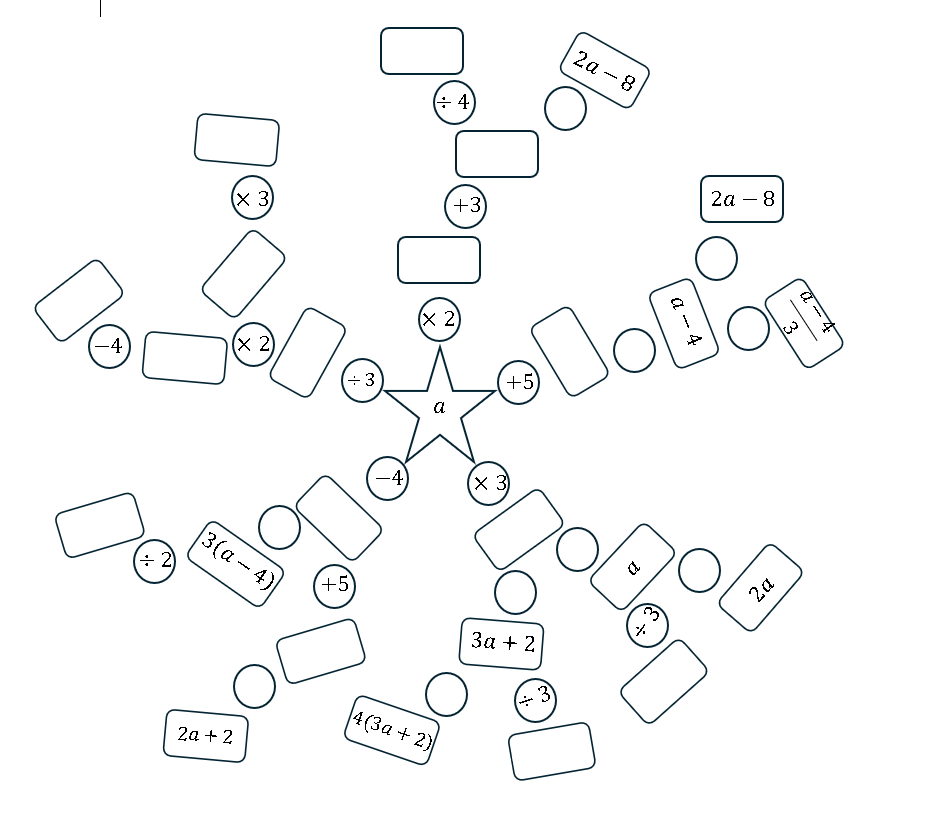 2a − 8
÷ 4
× 3
2a − 8
+3
× 2
a − 4
a − 4
3
−4
× 2
÷3
+5
a
−4
× 3
÷ 2
3(a − 4)
+5
a
2a
÷ 3
3a + 2
2a + 2
4(3a + 2)
÷ 3